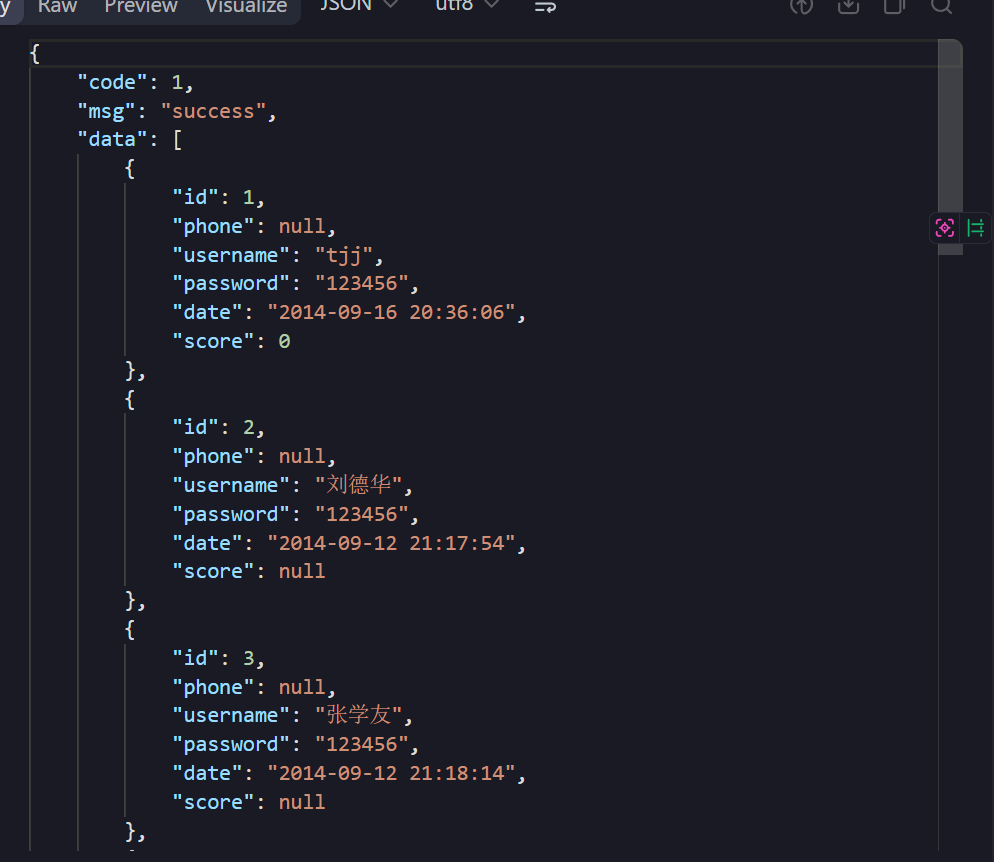 y Raw Preview Visualize JSON utf8
{
"code": 1,
"msg": "success",
"data": [
{
"id": 1,
"phone": null,
"username": "tjj",
"password": "123456",
"date": "2014-09-16 20:36:06",
"score": 0
},
{
"id": 2,
"phone": null,
"username": "刘德华",
"password": "123456",
"date": "2014-09-12 21:17:54",
"score": null
},
{
"id": 3,
"phone": null,
"username": "张学友",
"password": "123456",
"date": "2014-09-12 21:18:14",
"score": null
},